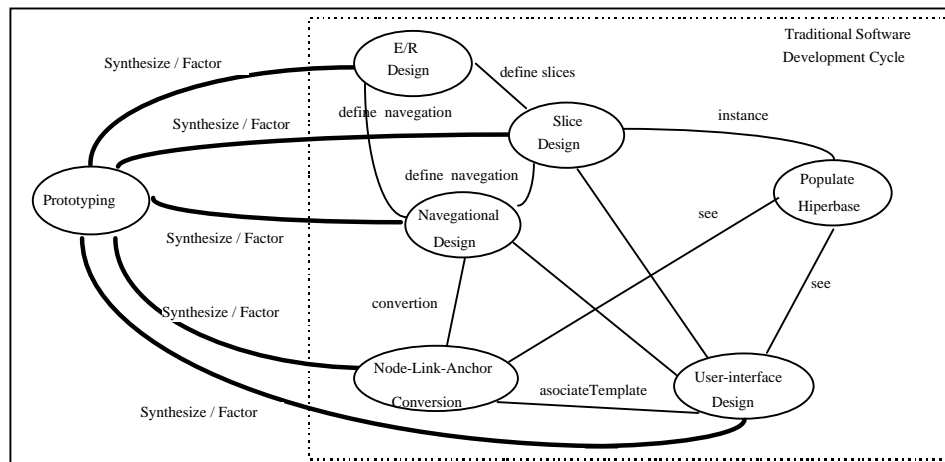 Traditional Software
Development Cycle
E/R
Design
Synthesize / Factor
define slices
define navegation
Synthesize / Factor
Slice
Design
instance
define navegation
Populate
Hiperbase
Prototyping
Navegational
Design
see
Synthesize / Factor
see
convertion
Synthesize / Factor
Node-Link-Anchor
Conversion
User-interface
Design
asociateTemplate
Synthesize / Factor